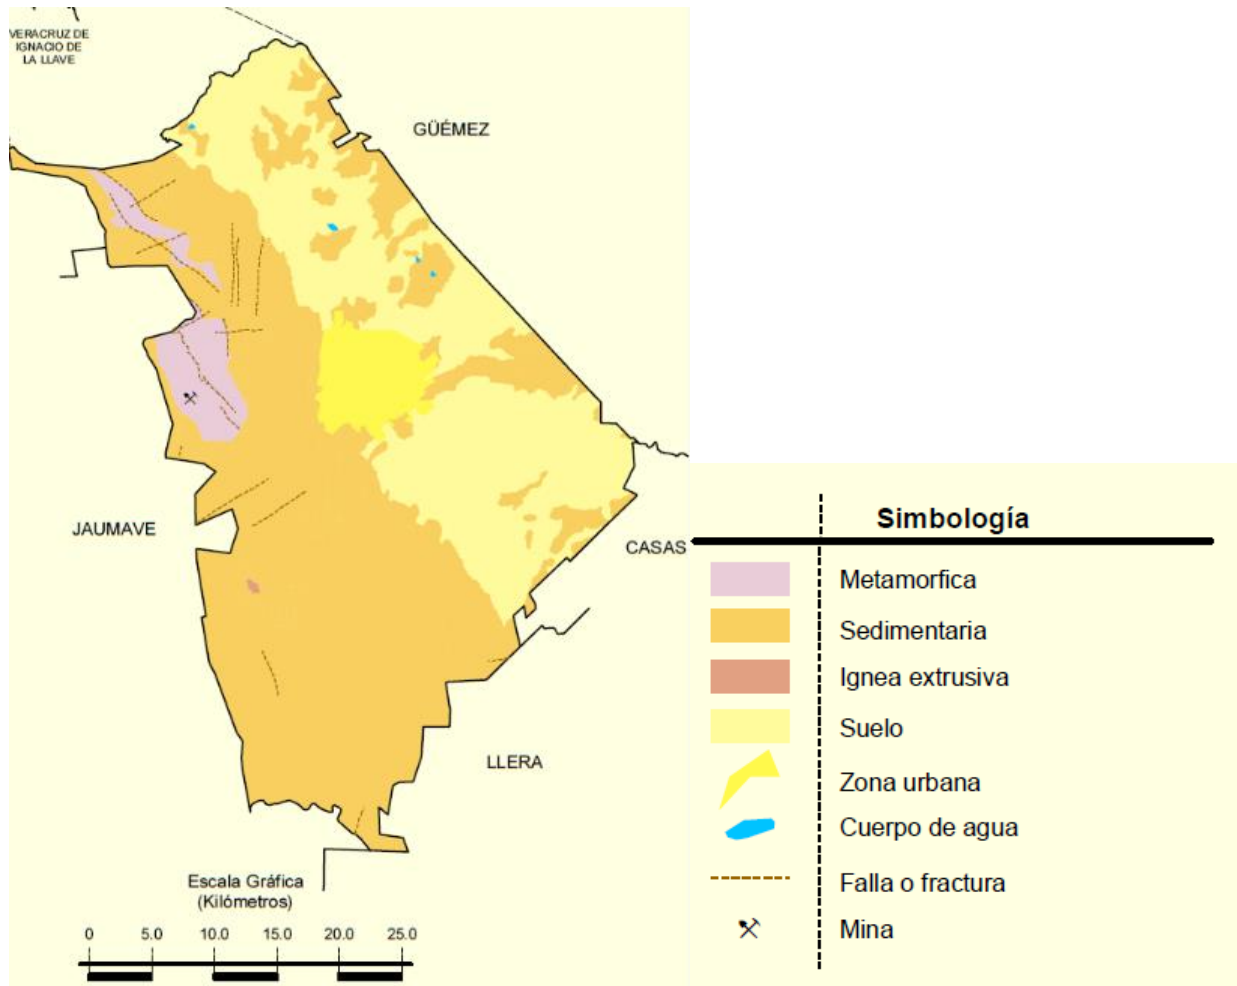 VERACRUZ DE
IGNACIO DE
LA LLAVE
GÜÉMEZ
JAUMAVE
CASAS
LLERA
Escala Gráfica
(Kilómetros)
0 5.0 10.0 15.0 20.0 25.0
Simbología
Metamorfica
Sedimentaria
Ignea extrusiva
Suelo
Zona urbana
Cuerpo de agua
Falla o fractura
Mina